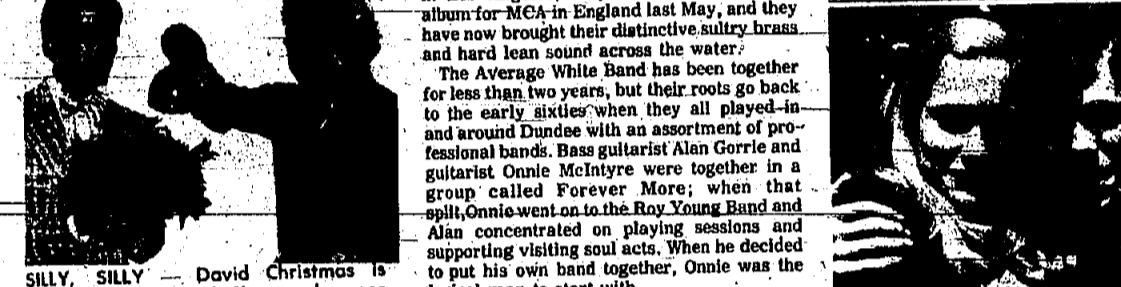 album for MCA in England last May, and they
have now brought their distinctive sultry brass
and hard lean sound across the water.
The Average White Band has been together
for less than two years, but their roots go back
to the early sixties when they all played in
and around Dundee with an assortment of pro-
fessional bands. Bass guitarist Alan Gorrie and
guitarist Onnie McIntyre were together in a
group called Forever More; when that
split, Onnie went on to the Roy Young Band and
Alan concentrated on playing sessions and
supporting visiting soul acts. When he decided
to put his own band together, Onnie was the
SILLY, SILLY — David Christmas is